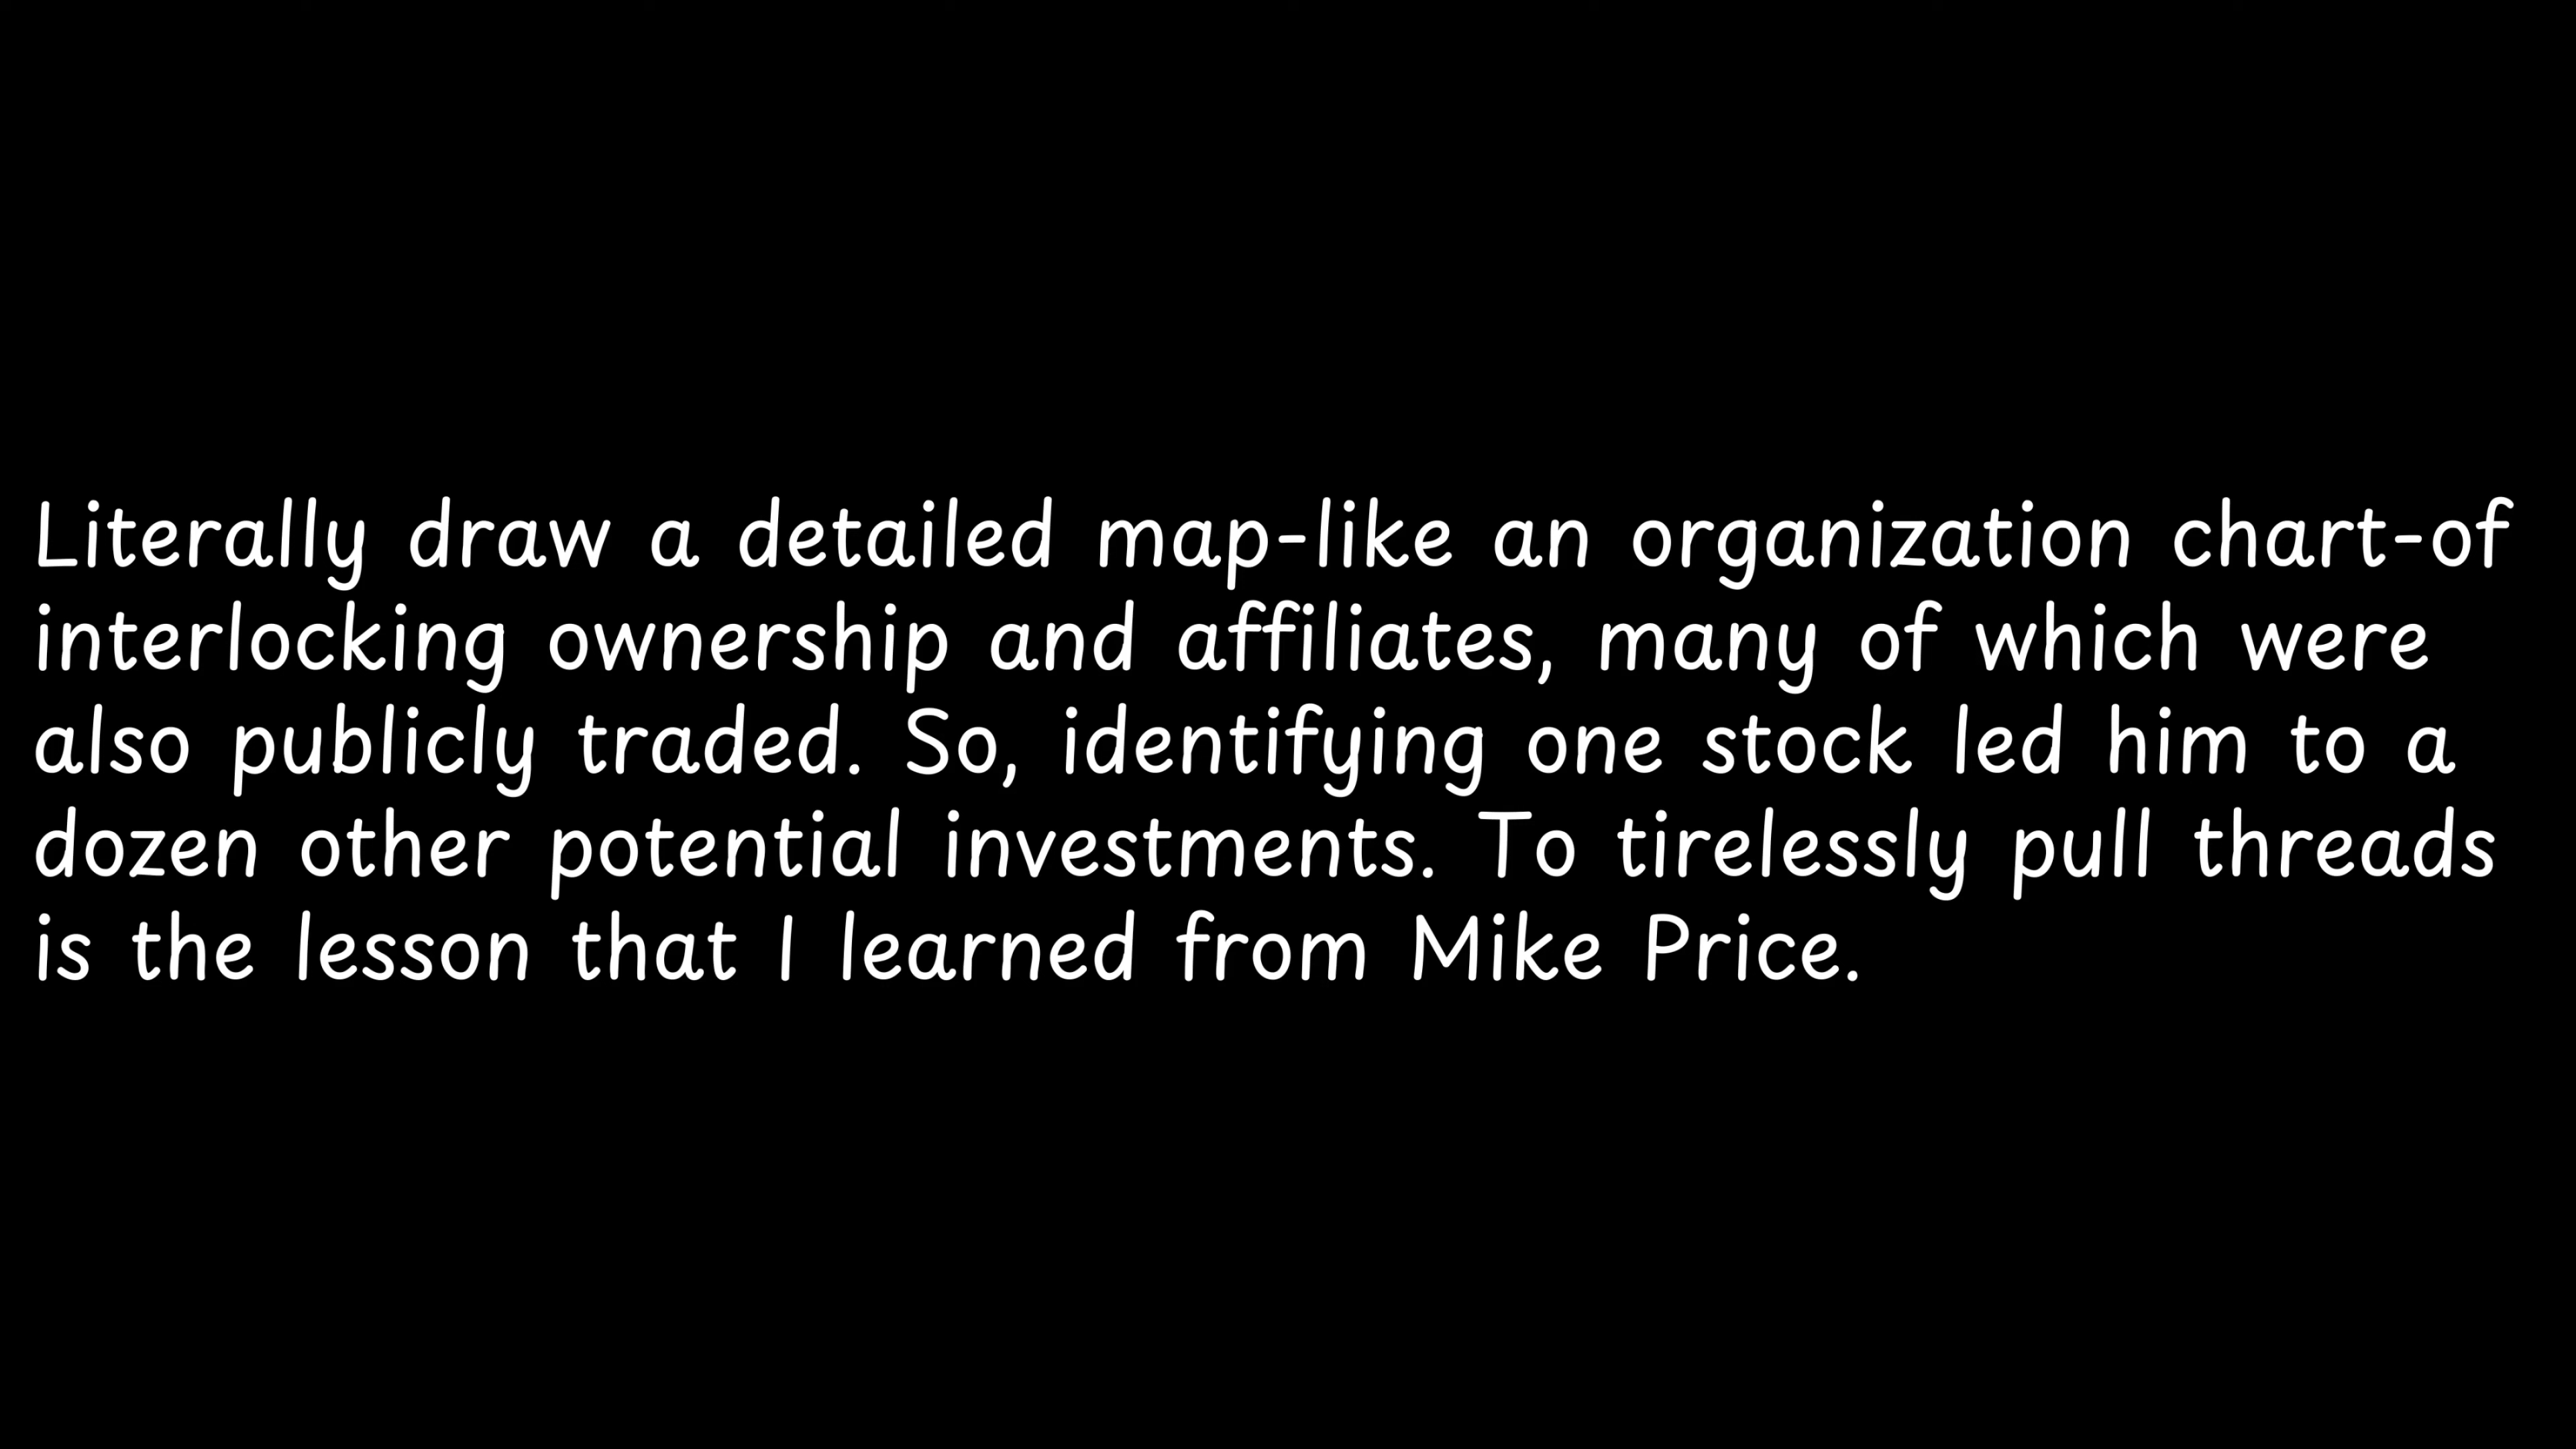 Literally draw a detailed map-like an organization chart-of
interlocking ownership and affiliates, many of which were
also publicly traded. So, identifying one stock led him to a
dozen other potential investments. To tirelessly pull threads
is the lesson that I learned from Mike Price.